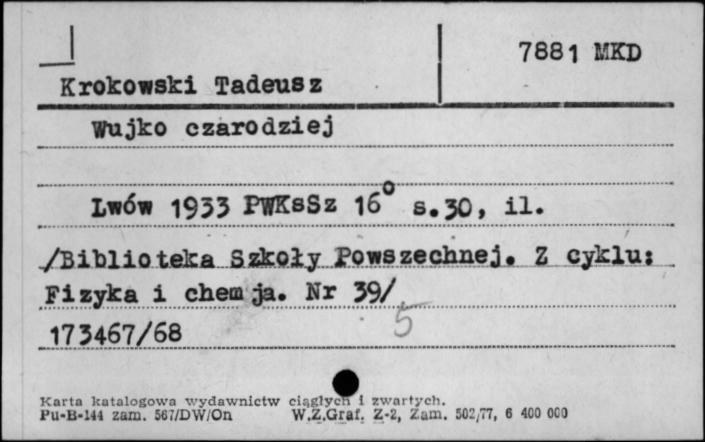 7881 MKD
Krokowski Tadeusz
Wujko czarodziej
Lwów 1933 PWKsSz 16° s.30, il.
/Biblioteka Szkoły Powszechnej. Z cyklu:
Fizyka i chemja. Nr 39/
5
173467/68
Karta katalogowa wydawnictw ciągłych i zwartych.
Pu-B-144 zam. 567/DW/On W.Z.Graf. Z-2, Zam. 502/77, 6 400 000